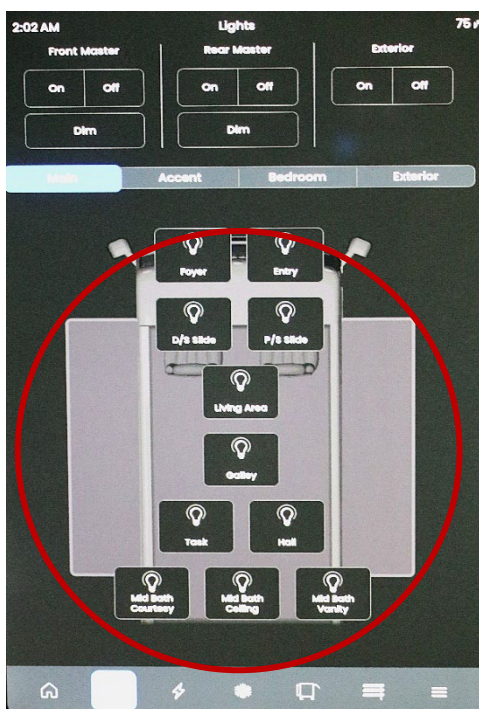 2:02 AM Lights 75
Front Master Rear Master Exterior
On Off On Off On Off
Dim Dim
Main Accent Bedroom Exterior
Foyer Entry
D/S Slide P/S Slide
Living Area
Galley
Task Hall
Mid Bath Mid Bath Mid Bath
Courtesy Ceiling Vanity